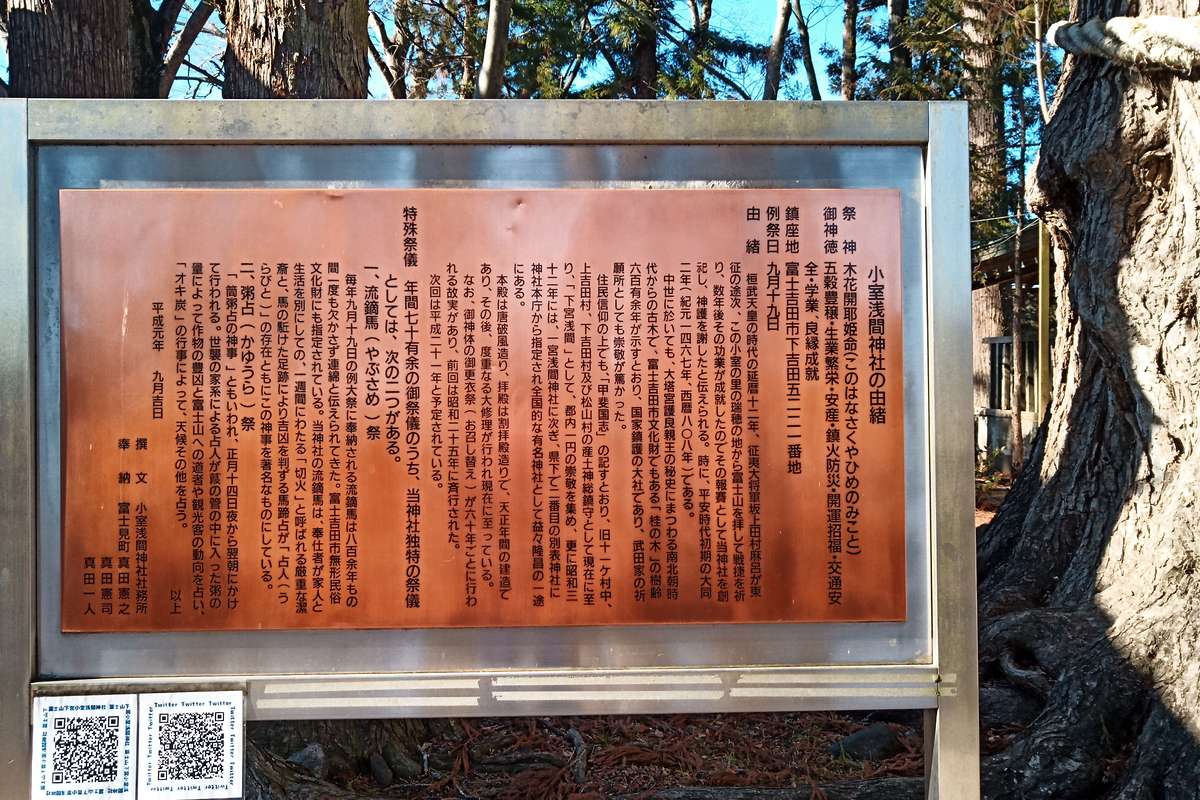 小室浅間神社の由緒
祭　神　木花開耶姫命（このはなさくやひめのみこと）
御神徳　五穀豊穣・生業繁栄・安産・鎮火防災・開運招福・交通安
全・学業、良縁成就
鎮座地　富士吉田市下吉田五二二一番地
例祭日　九月十九日
由　緒　桓武天皇の時代の延暦十二年、征夷大将軍坂上田村麻呂が東
征の途次、この小室の里の瑞穂の地から富士山を拝して戦捷を祈
り、数年後その功業が成就したのでその報賽として当神社を創
祀し、神護を謝したと伝えられる。時に、平安時代初期の大同
二年（紀元一四六七年、西暦八〇八年）である。
中世に於いても、大塔宮護良親王の秘史にまつわる南北朝時
代からの古木で、富士吉田市文化財でもある「桂の木」の樹齢
六百有余年が示すとおり、国家鎮護の大社であり、武田家の祈
願所としても崇敬が篤かった。
住民信仰の上でも「甲斐国志」の記すとおり、旧十一ヶ村中、
上吉田村、下吉田村及び松山村の産土神総鎮守として現在に至
り、「下宮浅間」として、郡内一円の崇敬を集め、更に昭和三
十二年には、一宮浅間神社に次ぎ、県下で二番目の別表神社に
神社本庁から指定され全国的な有名神社として益々隆昌の一途
にある。
本殿は唐破風造り、拝殿は割拝殿造りで、天正年間の建造で
あり、その後、度重なる大修理が行われ現在に至っている。
なお、御神体の御更衣祭（お召し替え）が六十年ごとに行わ
れる故実があり、前回は昭和二十五年に斉行された。
次回は平成二十一年と予定されている。
特殊祭儀　年間七十有余の御祭儀のうち、当神社独特の祭儀
としては、次の二つがある。
一、流鏑馬（やぶさめ）祭
毎年九月十九日の例大祭に奉納される流鏑馬は八百余年もの
間一度も欠かさず連綿と伝えられてきた。富士吉田市無形民俗
文化財にも指定されている。当神社の流鏑馬は、奉仕者が家人と
生活を別にしての、一週間にわたる「切火」と呼ばれる厳重な潔
斎と、馬の駈けた足跡により吉凶を判ずる馬蹄占が「占人（う
らびと）」の存在とともにこの神事を著名なものにしている。
二、粥占（かゆうら）祭
「筒粥占の神事」ともいわれ、正月十四日夜から翌朝にかけ
て行われる。世襲の家系による占人が葭の管の中に入った粥の
量によって作物の豊凶と富士山への道者や観光客の動向を占い、
「オキ炭」の行事によって、天候その他を占う。
以上
平成元年　九月吉日
撰　文　小室浅間神社社務所
奉　納　富士見町　真田憲之
真田憲司
真田一人
Twitter Twitter Twitter